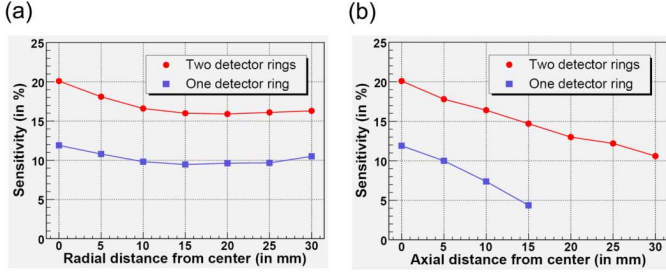 (a)
(b)
25
20
15
10
5
0
Sensitivity (in %)
Two detector rings
One detector ring
0 5 10 15 20 25 30
Radial distance from center (in mm)
25
20
15
10
5
0
Sensitivity (in %)
Two detector rings
One detector ring
0 5 10 15 20 25 30
Axial distance from center (in mm)